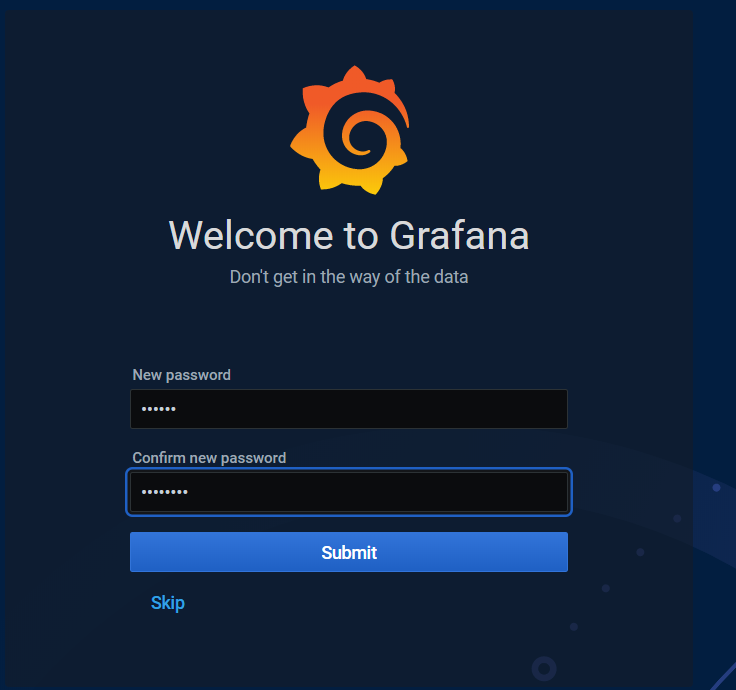 Welcome to Grafana
Don't get in the way of the data
New password
••••••
Confirm new password
••••••••
Submit
Skip